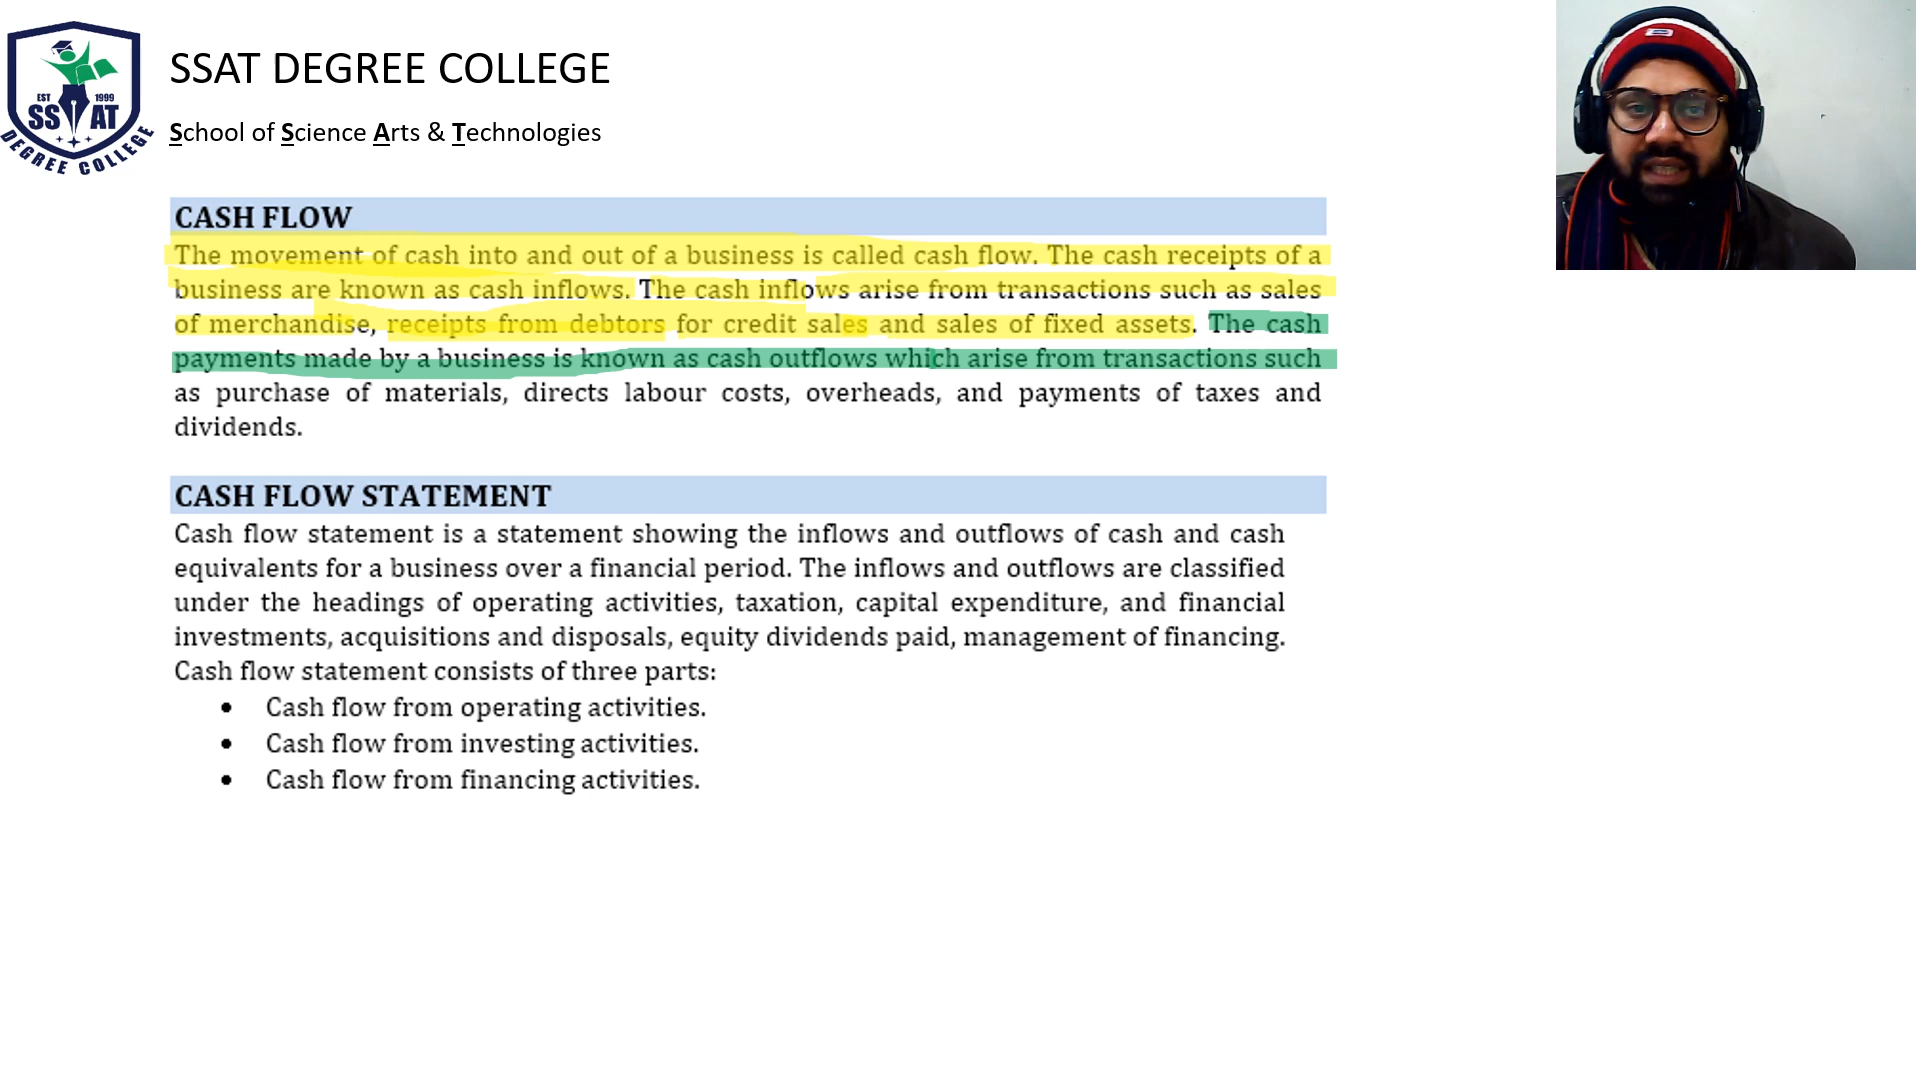 EST 1999
SS AT
DEGREE COLLEGE
SSAT DEGREE COLLEGE
School of Science Arts & Technologies
CASH FLOW
The movement of cash into and out of a business is called cash flow. The cash receipts of a
business are known as cash inflows. The cash inflows arise from transactions such as sales
of merchandise, receipts from debtors for credit sales and sales of fixed assets. The cash
payments made by a business is known as cash outflows which arise from transactions such
as purchase of materials, directs labour costs, overheads, and payments of taxes and
dividends.
CASH FLOW STATEMENT
Cash flow statement is a statement showing the inflows and outflows of cash and cash
equivalents for a business over a financial period. The inflows and outflows are classified
under the headings of operating activities, taxation, capital expenditure, and financial
investments, acquisitions and disposals, equity dividends paid, management of financing.
Cash flow statement consists of three parts:
• Cash flow from operating activities.
• Cash flow from investing activities.
• Cash flow from financing activities.